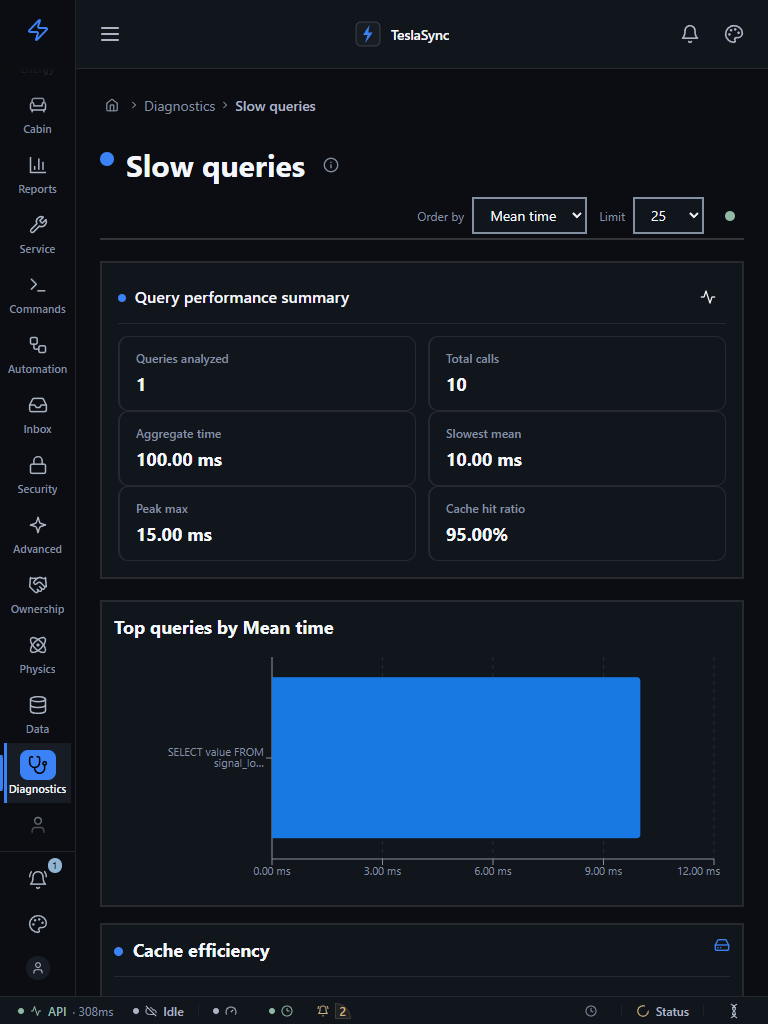 TeslaSync
Energy
Cabin
Reports
Service
Commands
Automation
Inbox
Security
Advanced
Ownership
Physics
Data
Diagnostics
1
Diagnostics > Slow queries
Slow queries
Order by Mean time Limit 25
Query performance summary
Queries analyzed
1
Total calls
10
Aggregate time
100.00 ms
Slowest mean
10.00 ms
Peak max
15.00 ms
Cache hit ratio
95.00%
Top queries by Mean time
SELECT value FROM
signal_lo...
0.00 ms 3.00 ms 6.00 ms 9.00 ms 12.00 ms
Cache efficiency
API · 308ms Idle 2 Status